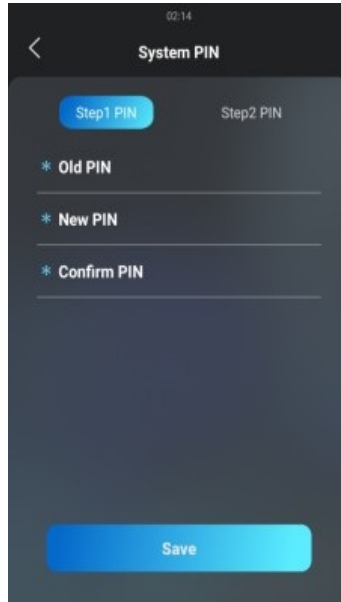 02:14
System PIN
Step1 PIN Step2 PIN
* Old PIN
* New PIN
* Confirm PIN
Save